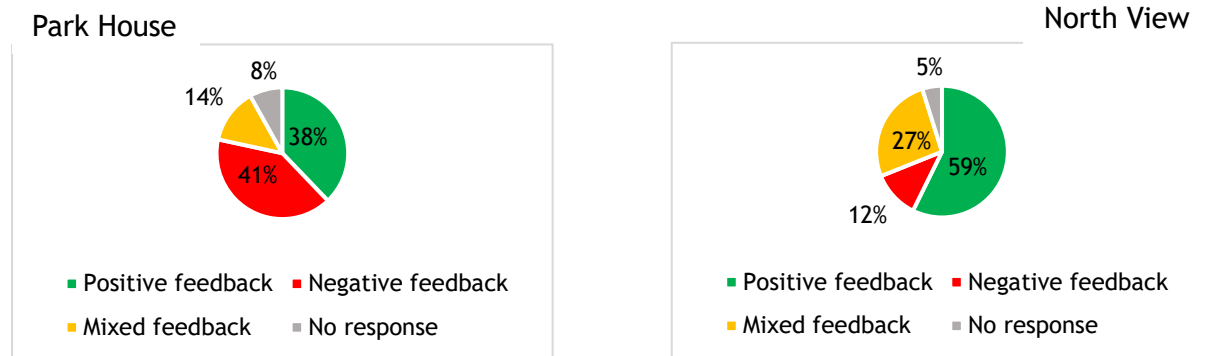 Park House
8%
14%
38%
41%
Positive feedback Negative feedback
Mixed feedback No response
North View
5%
27%
59%
12%
Positive feedback Negative feedback
Mixed feedback No response